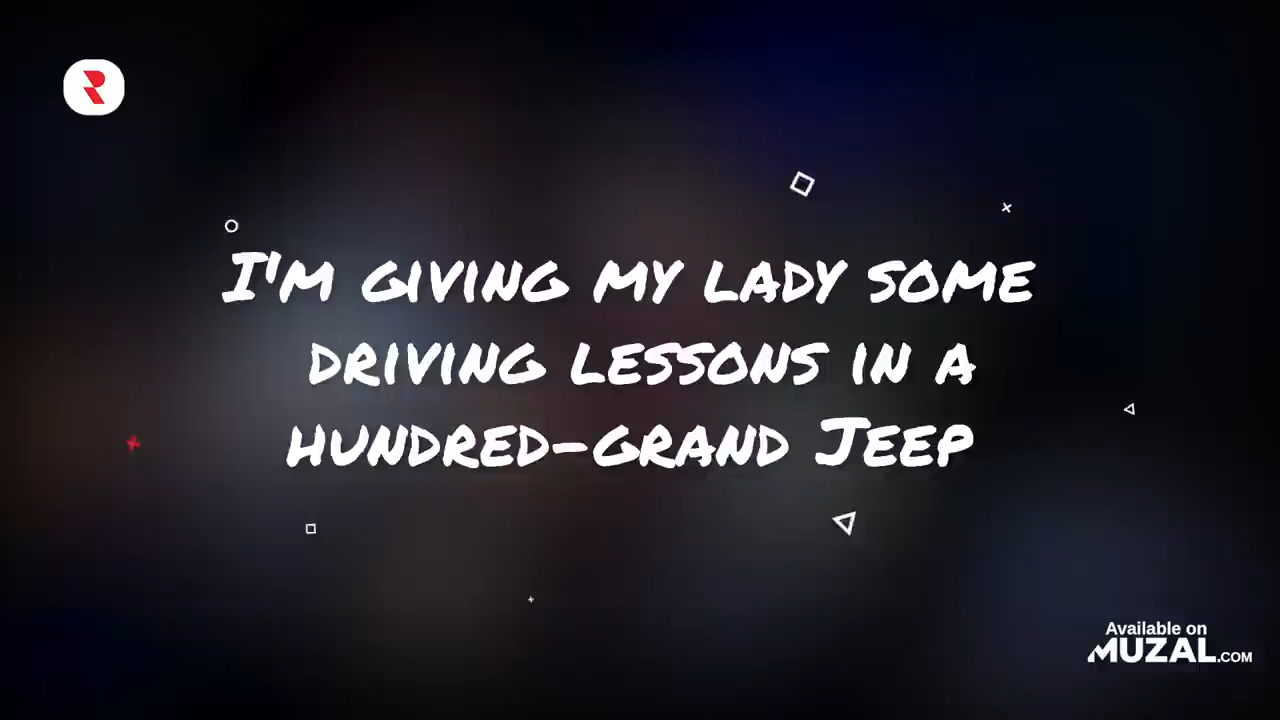 I'm giving my lady some
driving lessons in a
hundred-grand Jeep
Available on
MUZAL.COM